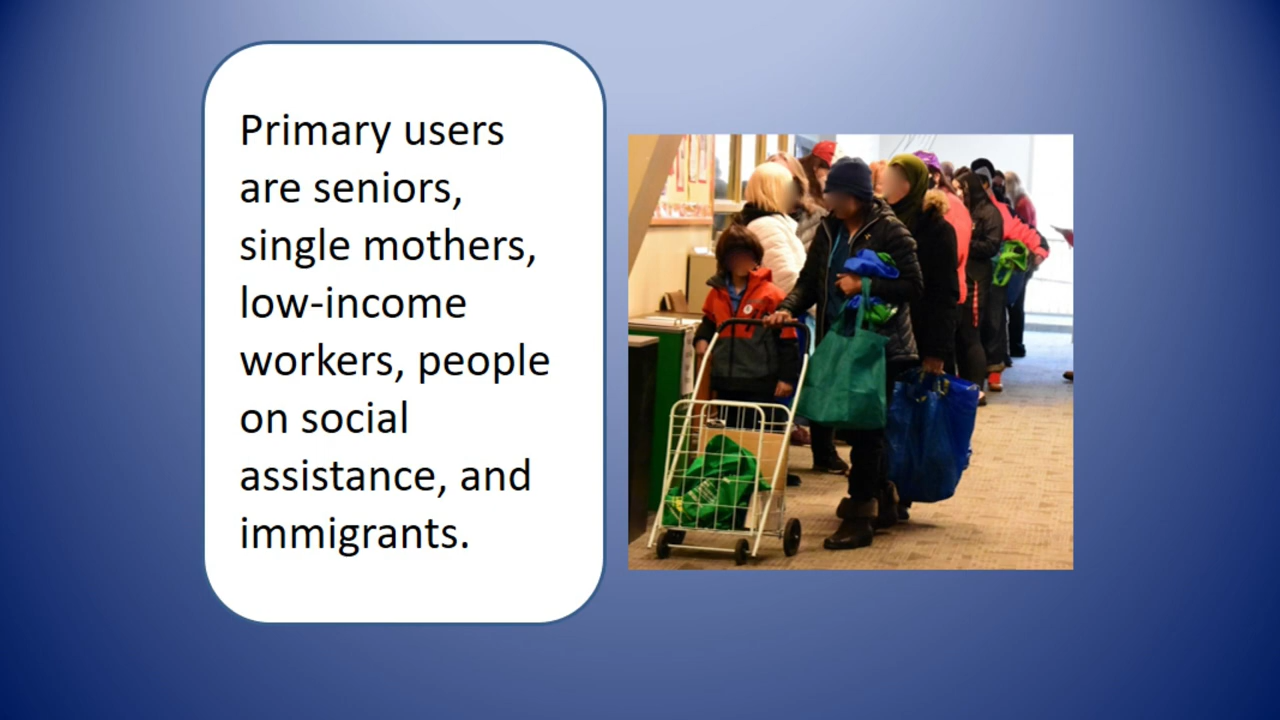 Primary users
are seniors,
single mothers,
low-income
workers, people
on social
assistance, and
immigrants.